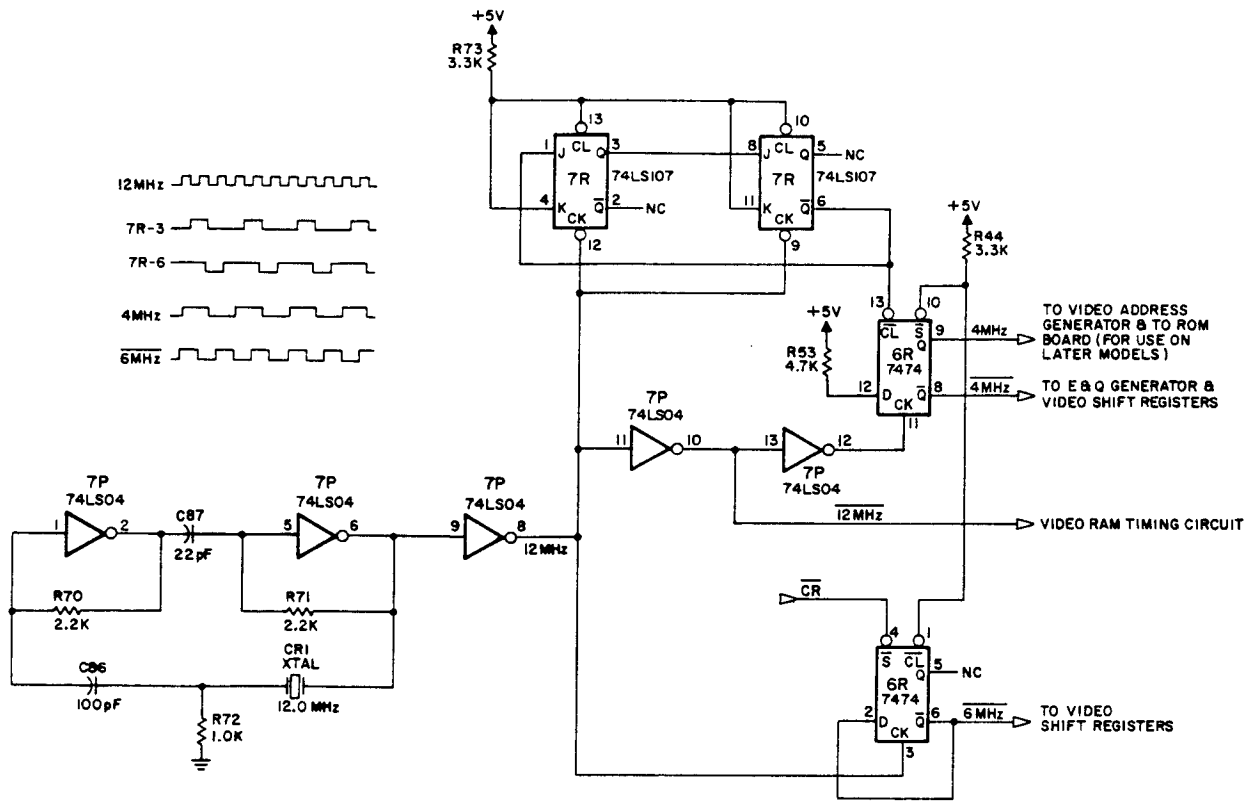 +5V
R73
3.3K
13
10
1
J
CL
Q
3
8
J
CL
Q
5
NC
7R
74LS107
7R
74LS107
4
K
Q
2
NC
11
K
Q
6
CK
CK
12
9
12MHz
7R-3
7R-6
4MHz
6MHz
+5V
R44
3.3K
+5V
R53
4.7K
13
10
CL
S
Q
9
4MHz
6R
7474
12
D
Q
8
4MHz
CK
11
TO VIDEO ADDRESS
GENERATOR & TO ROM
BOARD (FOR USE ON
LATER MODELS)
TO E & Q GENERATOR &
VIDEO SHIFT REGISTERS
7P
74LS04
11
10
13
12
7P
74LS04
12MHz
VIDEO RAM TIMING CIRCUIT
7P
74LS04
1
2
C87
22pF
7P
74LS04
5
6
7P
74LS04
9
8
12MHz
R70
2.2K
R71
2.2K
C86
100pF
CR1
XTAL
12.0 MHz
R72
1.0K
CR
4
1
S
CL
Q
5
NC
6R
7474
2
D
Q
6
6MHz
CK
3
TO VIDEO
SHIFT REGISTERS